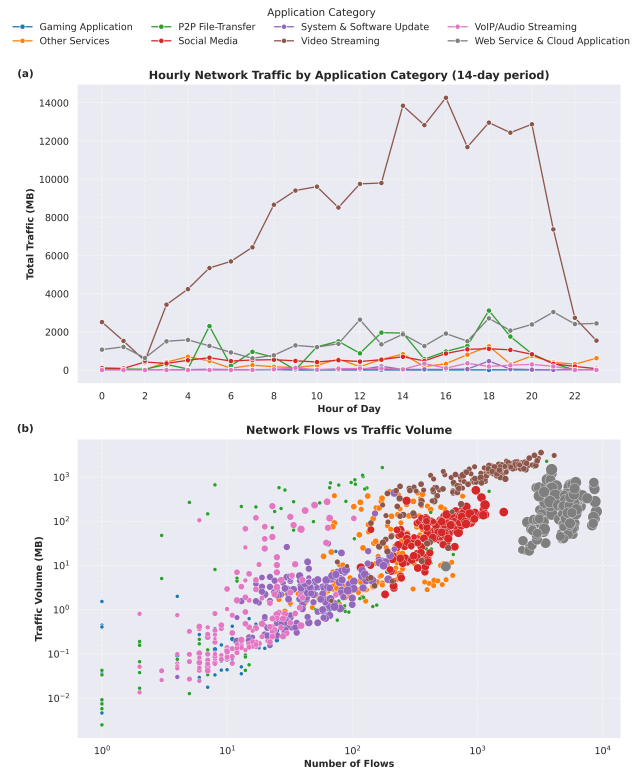 Application Category
Gaming Application P2P File-Transfer System & Software Update VoIP/Audio Streaming
Other Services Social Media Video Streaming Web Service & Cloud Application
(a) Hourly Network Traffic by Application Category (14-day period)
Total Traffic (MB)
14000
12000
10000
8000
6000
4000
2000
0
0 2 4 6 8 10 12 14 16 18 20 22
Hour of Day
(b) Network Flows vs Traffic Volume
Traffic Volume (MB)
10³
10²
10¹
10⁰
10⁻¹
10⁻²
10⁰ 10¹ 10² 10³ 10⁴
Number of Flows